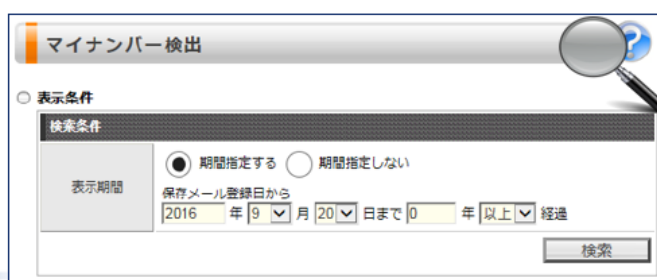 マイナンバー検出
?
表示条件
検索条件
表示期間
期間指定する 期間指定しない
保存メール登録日から
2016 年 9 月 20 日まで 0 年 以上 経過
検索